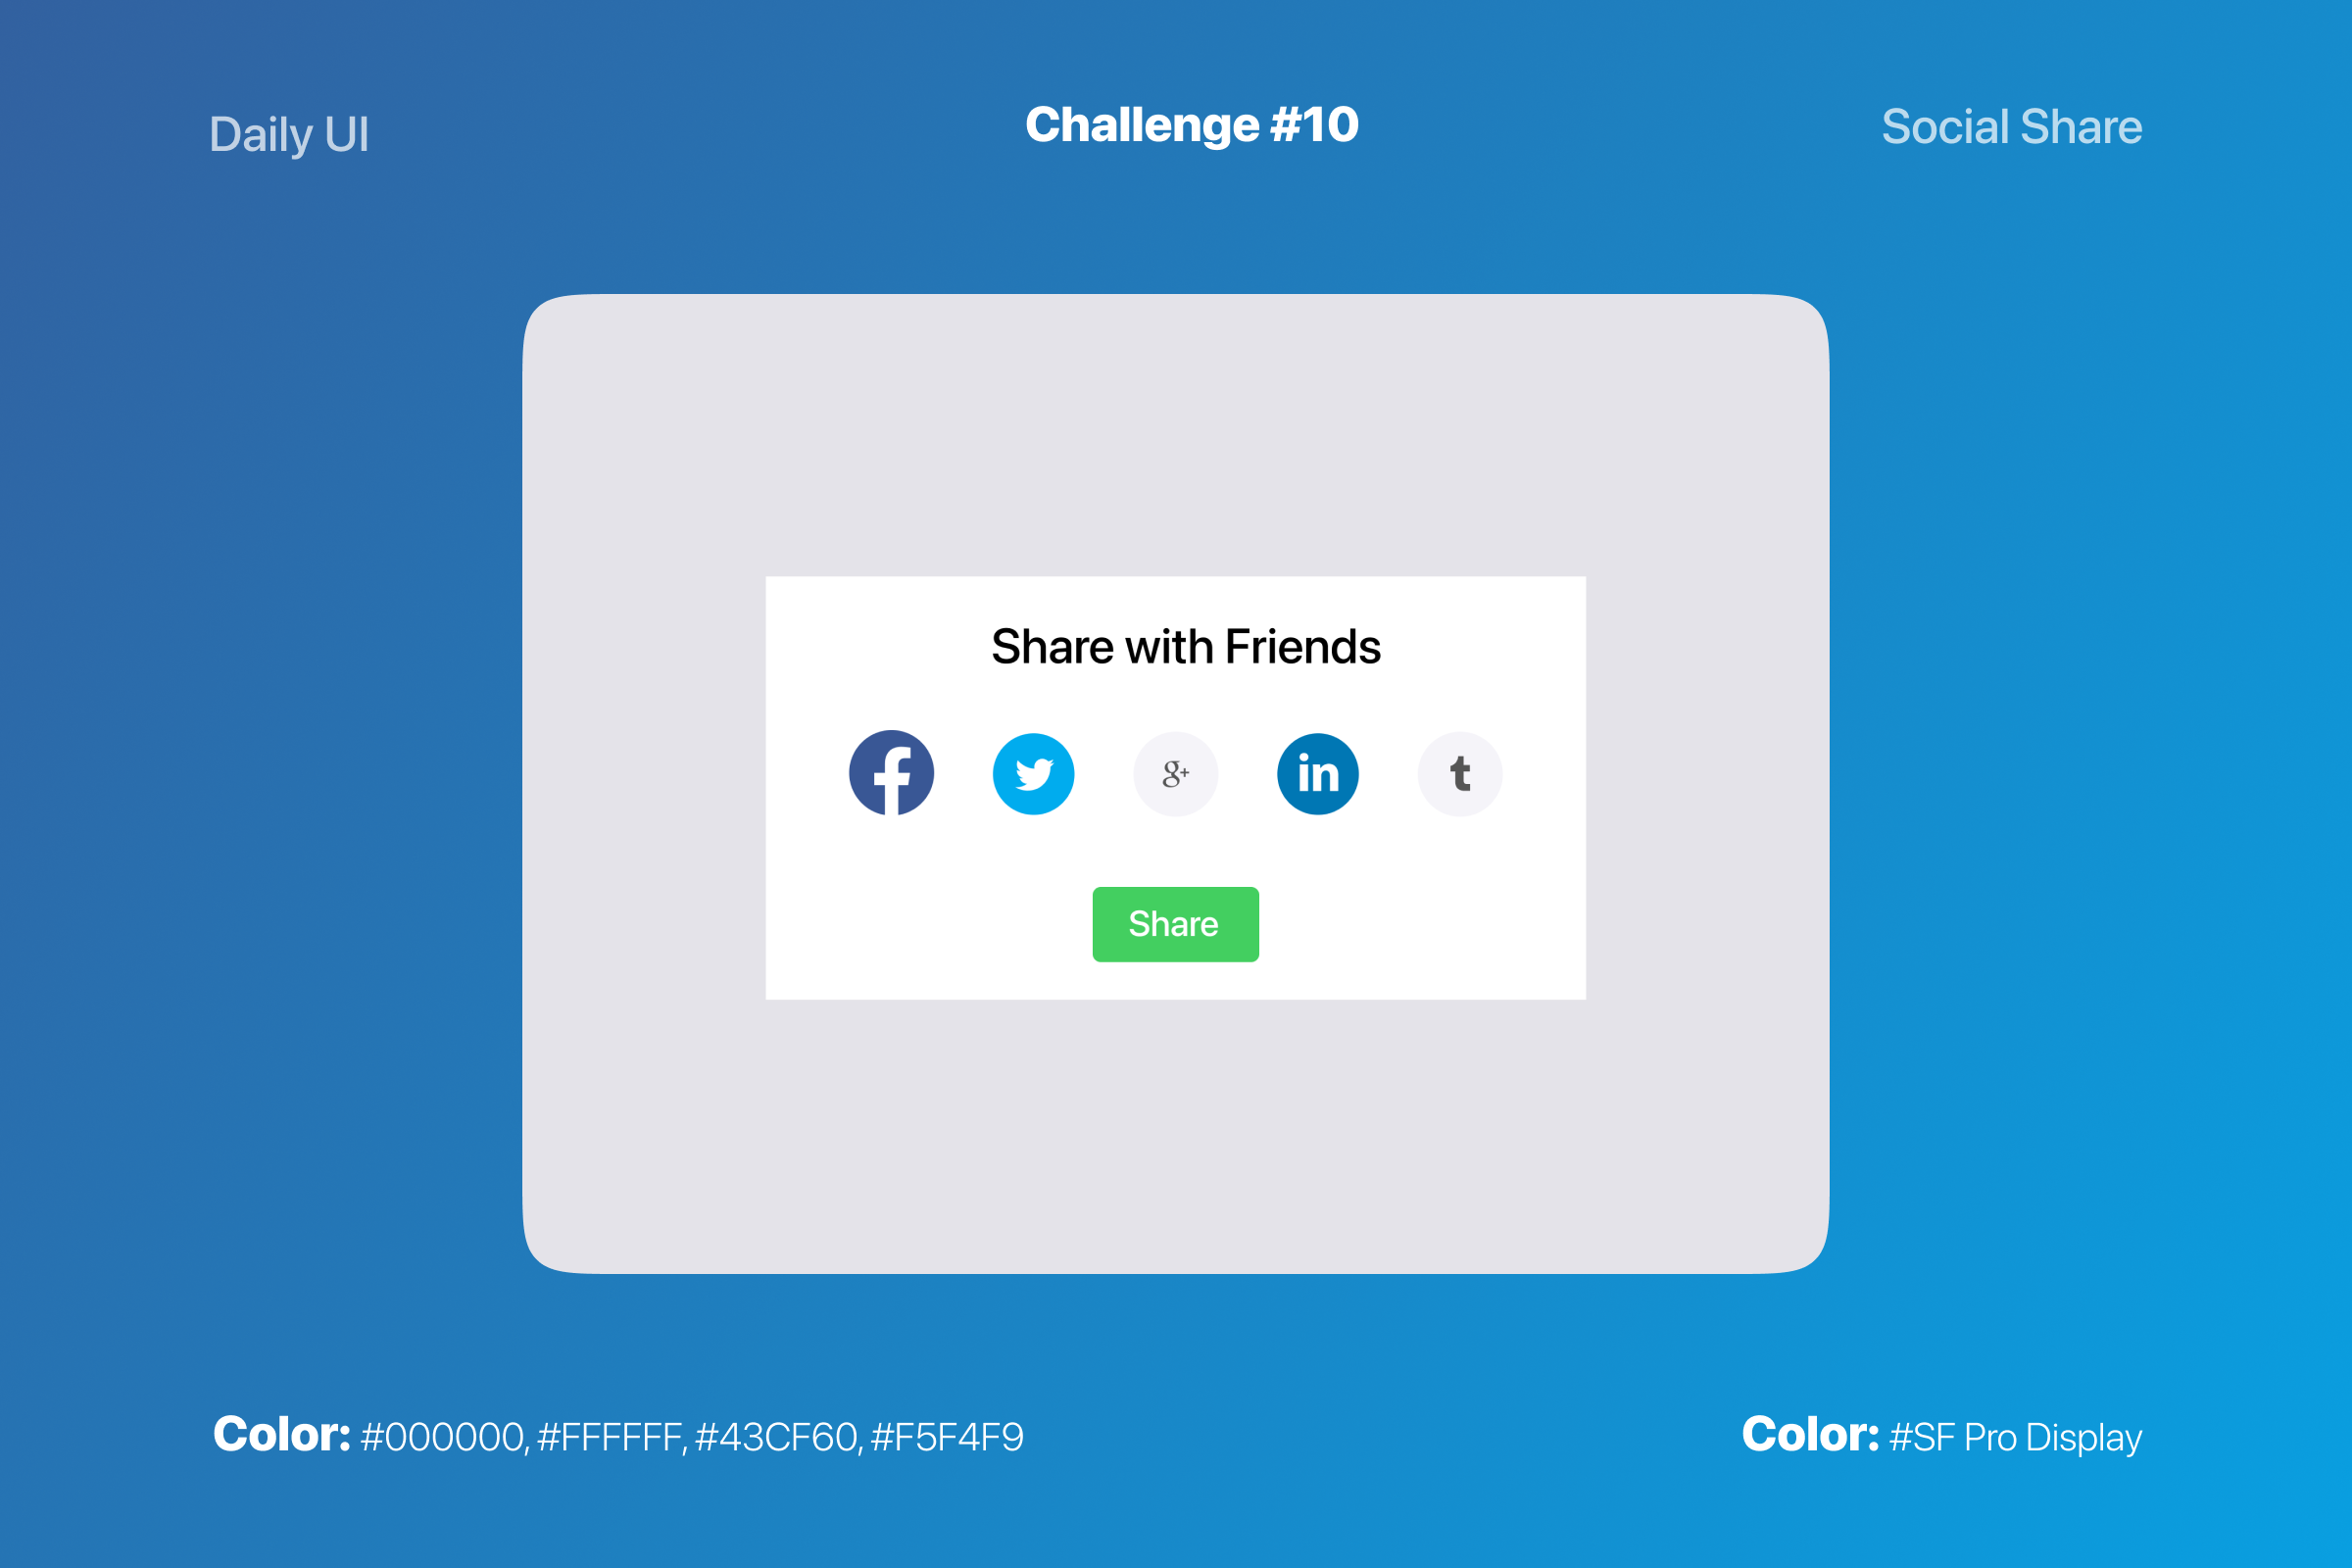 Daily UI
Challenge #10
Social Share
Share with Friends
f
g+
in
t
Share
Color: #000000, #FFFFFF, #43CF60, #F5F4F9
Color: #SF Pro Display